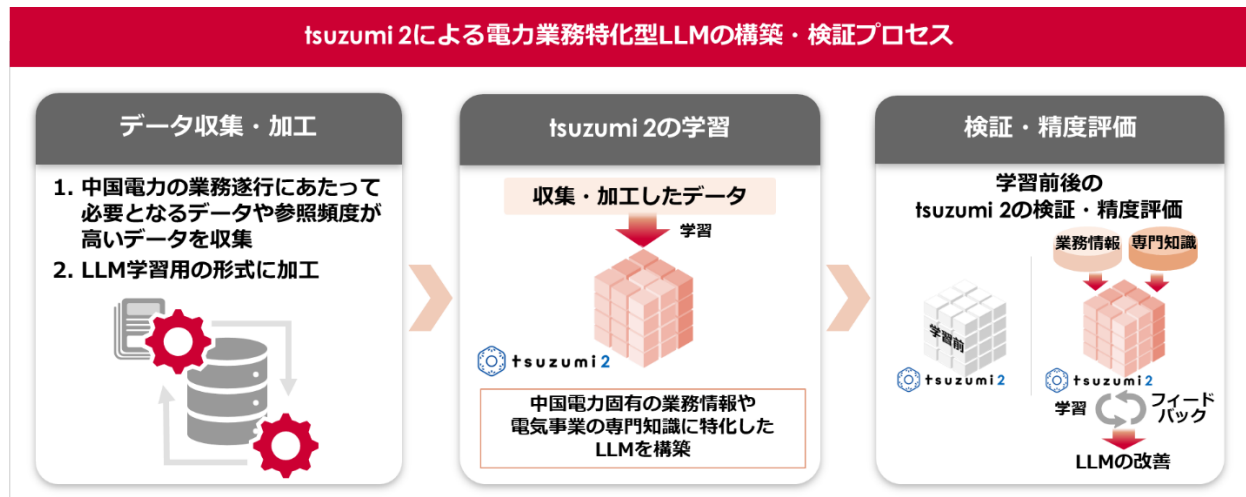 tsuzumi 2による電力業務特化型LLMの構築・検証プロセス
データ収集・加工
1. 中国電力の業務遂行にあたって
必要となるデータや参照頻度が
高いデータを収集
2. LLM学習用の形式に加工
tsuzumi 2の学習
収集・加工したデータ
学習
tsuzumi 2
中国電力固有の業務情報や
電気事業の専門知識に特化した
LLMを構築
検証・精度評価
学習前後の
tsuzumi 2の検証・精度評価
業務情報
専門知識
学習前
tsuzumi 2
tsuzumi 2
学習
フィード
バック
LLMの改善